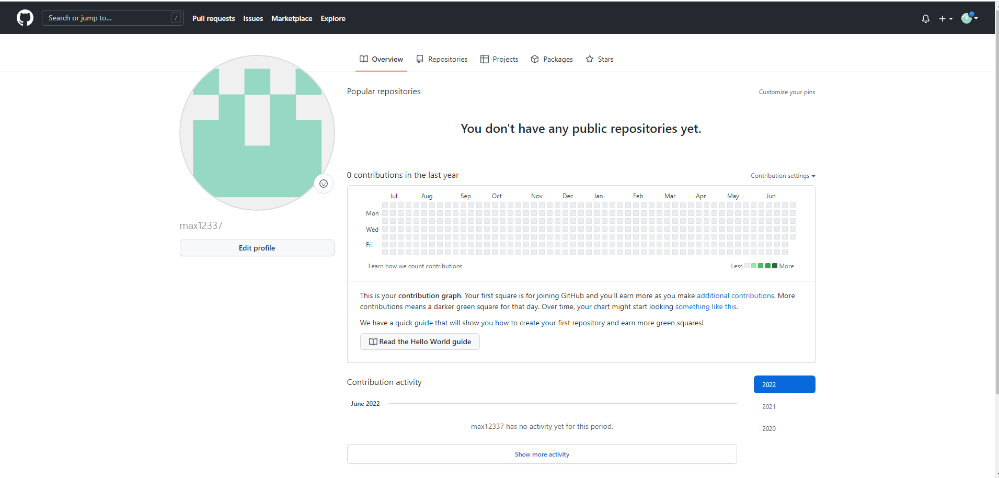 Search or jump to... /
Pull requests Issues Marketplace Explore
Overview Repositories Projects Packages Stars
Popular repositories
Customize your pins
You don't have any public repositories yet.
0 contributions in the last year
Contribution settings
Jul Aug Sep Oct Nov Dec Jan Feb Mar Apr May Jun
Mon
Wed
Fri
Learn how we count contributions
Less More
max12337
Edit profile
This is your contribution graph. Your first square is for joining GitHub and you’ll earn more as you make additional contributions. More
contributions means a darker green square for that day. Over time, your chart might start looking something like this.
We have a quick guide that will show you how to create your first repository and earn more green squares!
Read the Hello World guide
Contribution activity
2022
2021
2020
June 2022
max12337 has no activity yet for this period.
Show more activity